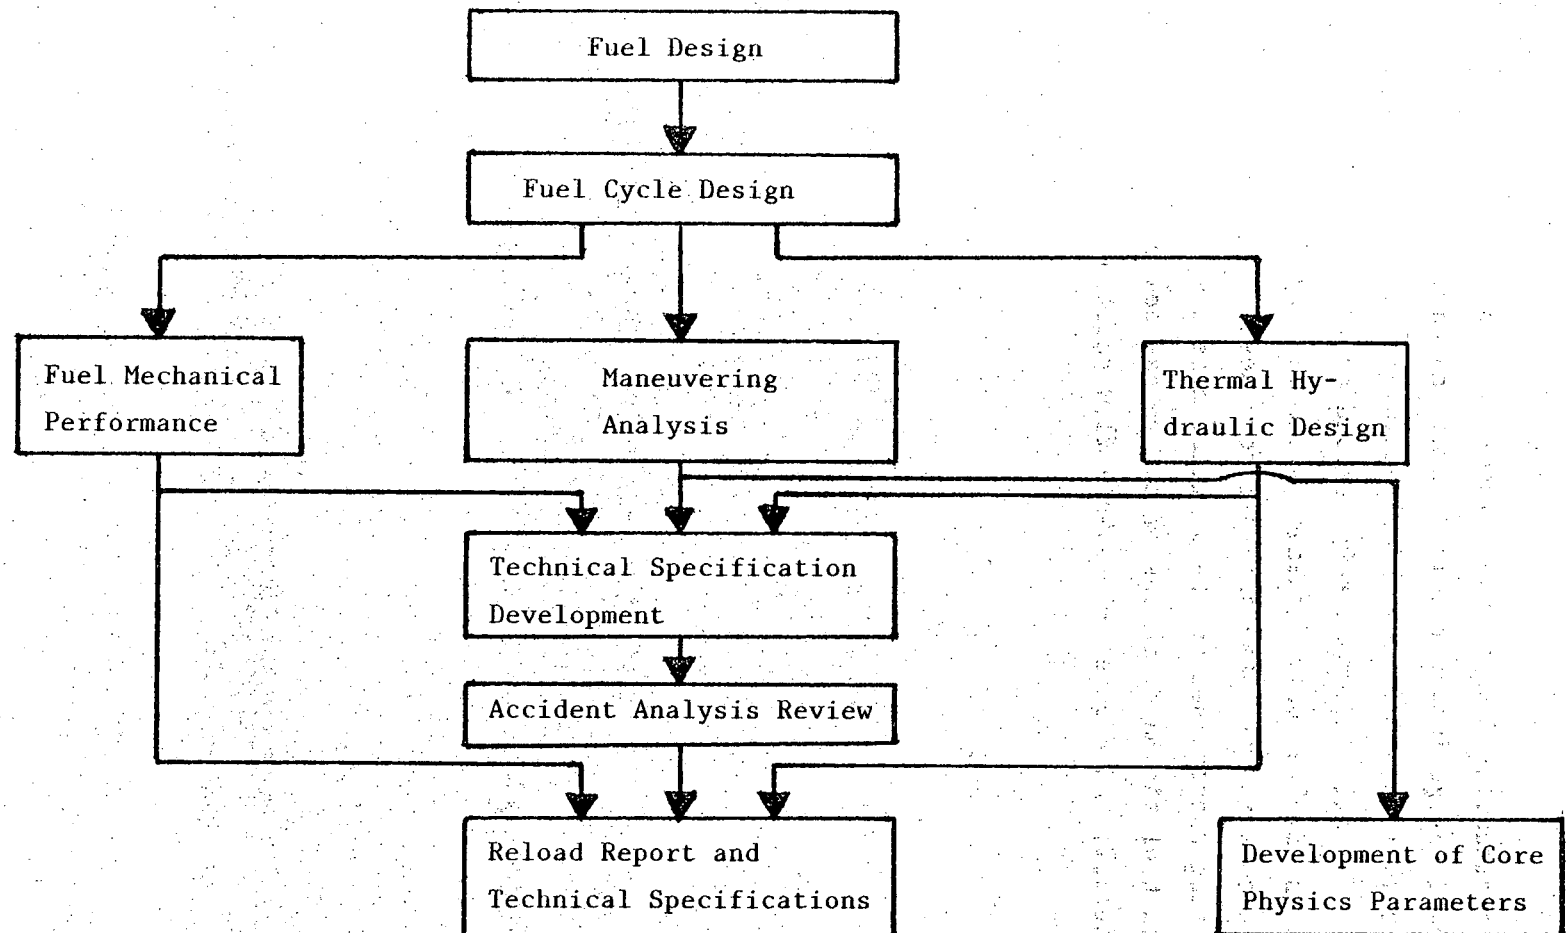 Fuel Design
Fuel Cycle Design
Fuel Mechanical
Performance
Maneuvering
Analysis
Thermal Hy-
draulic Design
Technical Specification
Development
Accident Analysis Review
Reload Report and
Technical Specifications
Development of Core
Physics Parameters